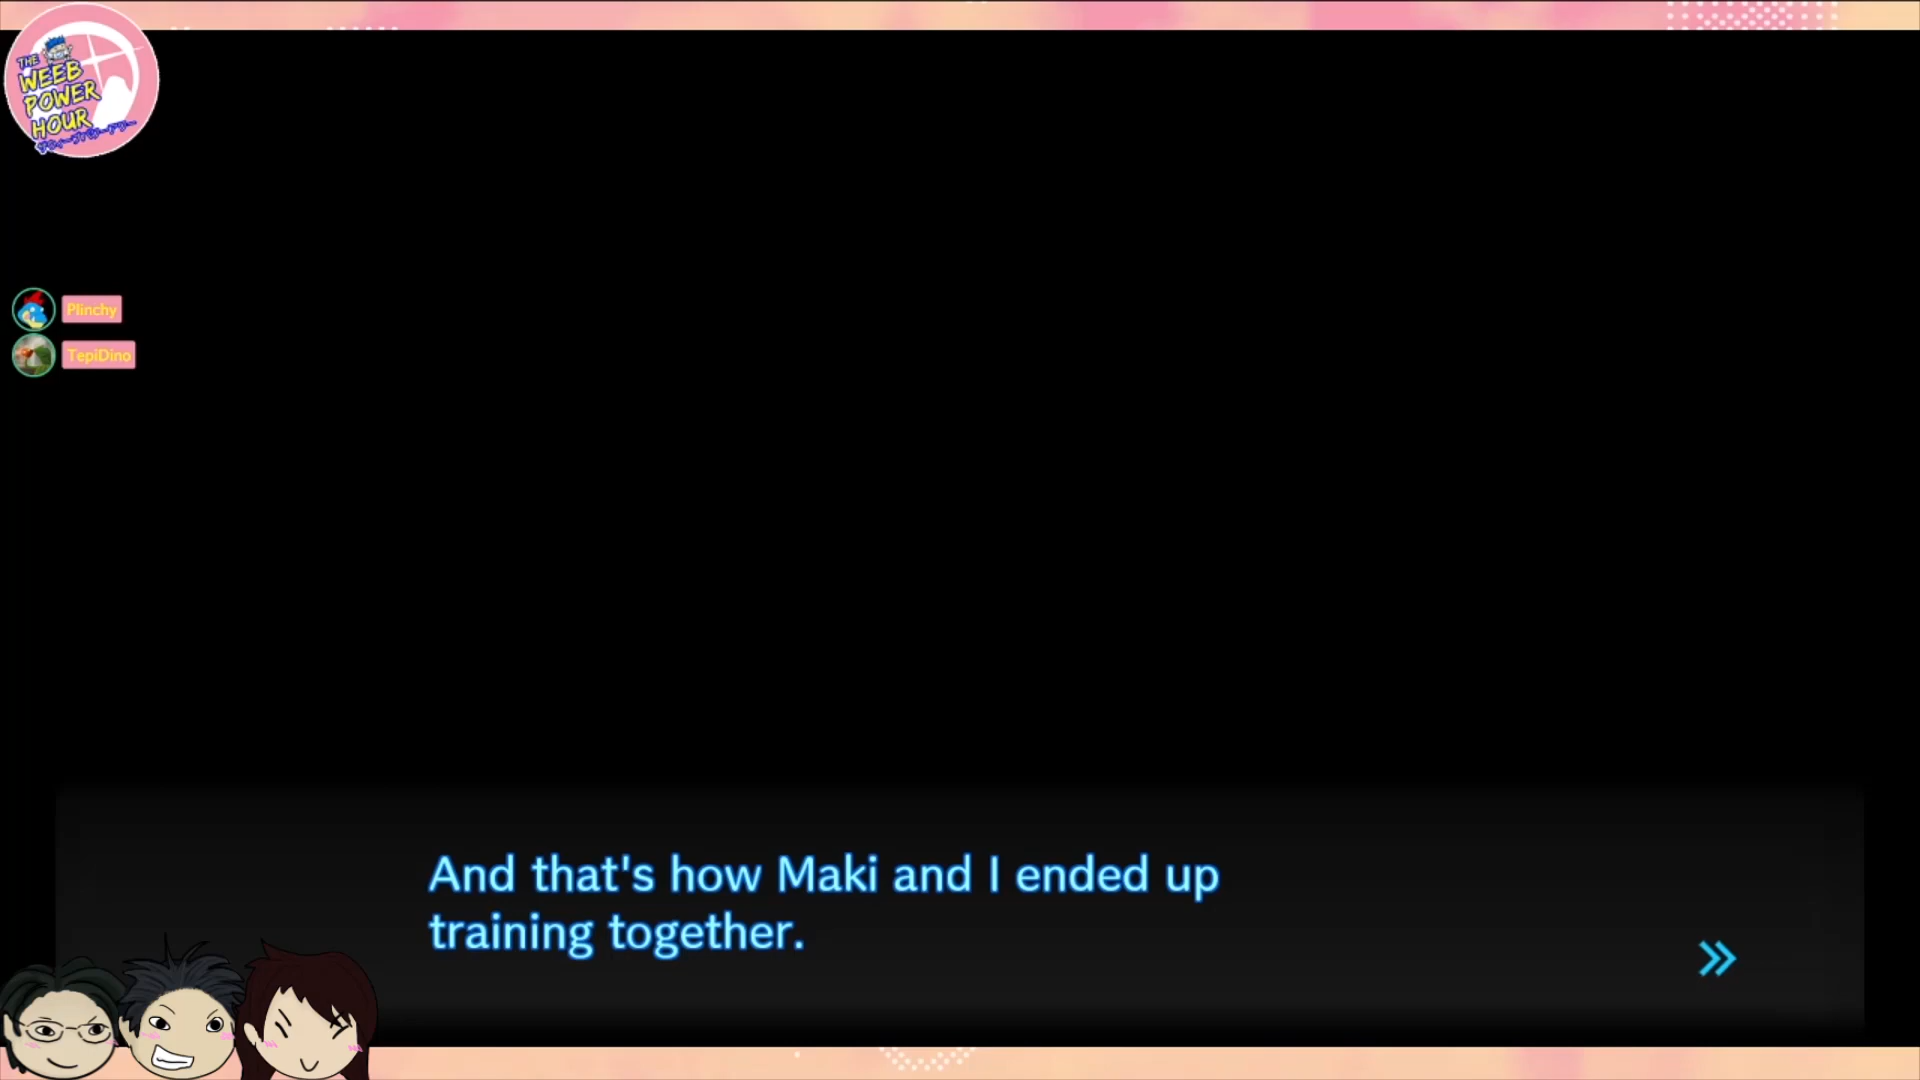 THE
WEEB
POWER
HOUR
Plinchy
TepiDino
And that's how Maki and I ended up
training together.